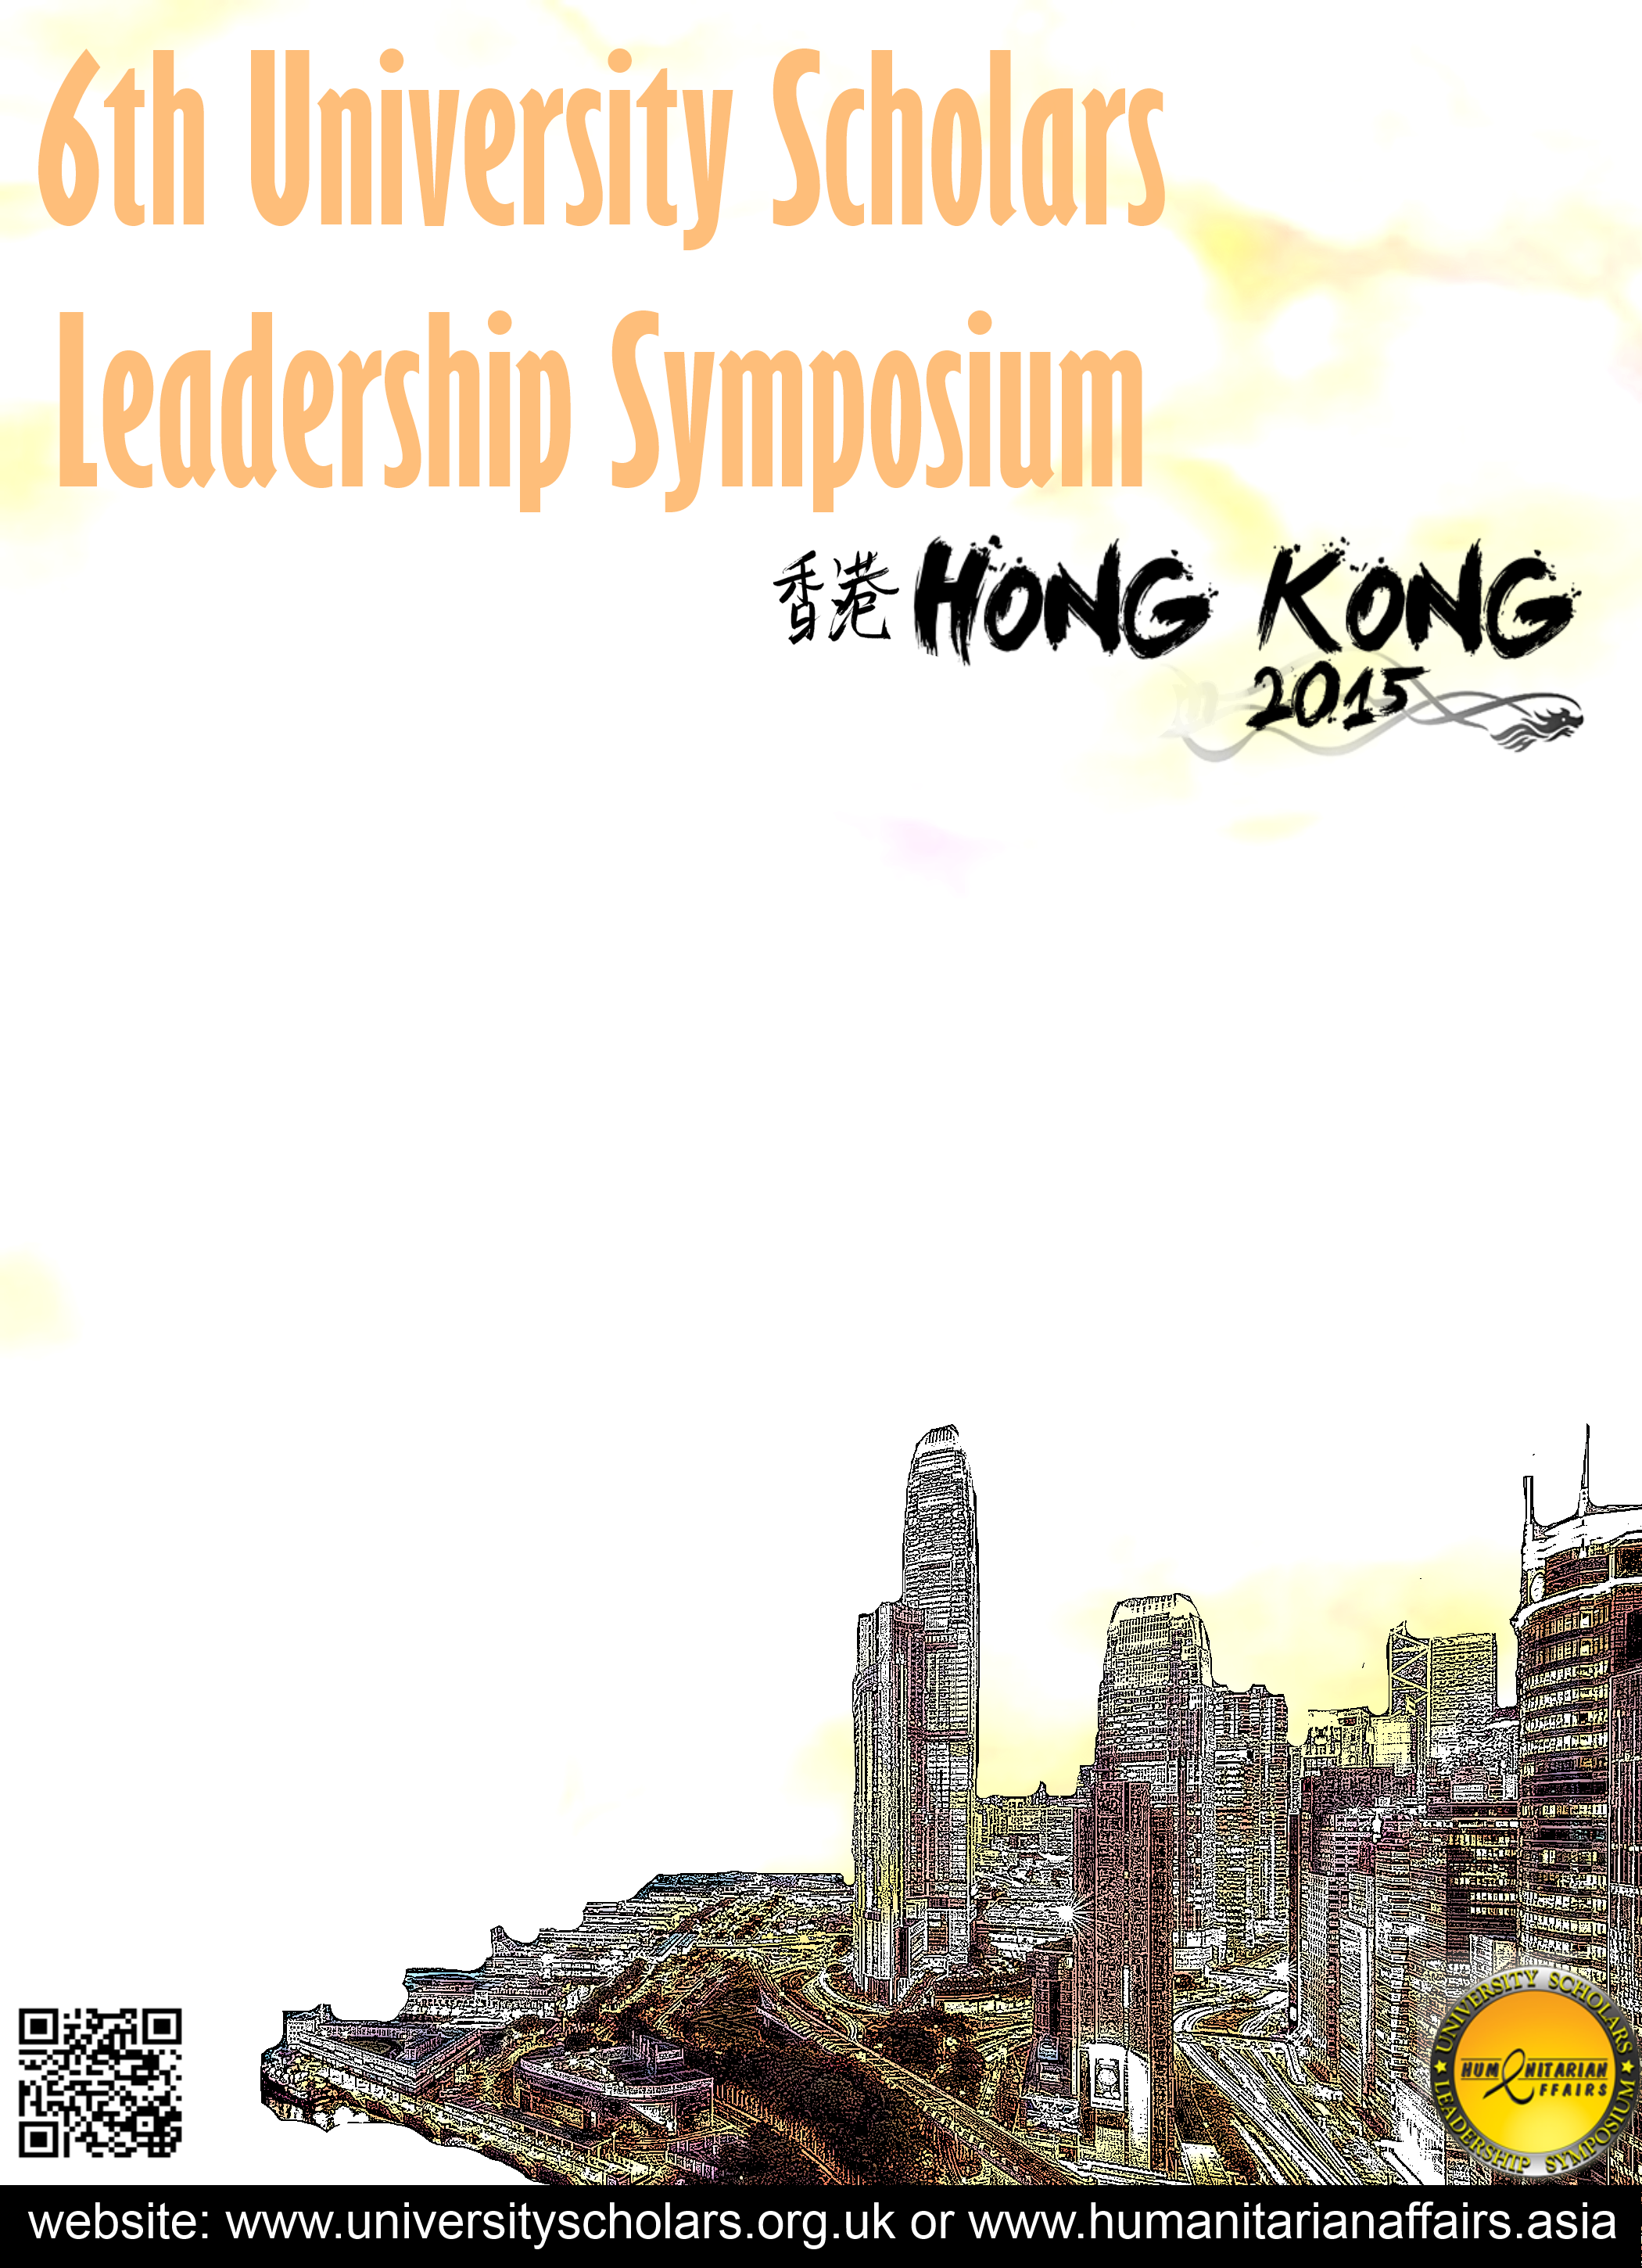 6th University Scholars
Leadership Symposium
香港 HONG KONG
2015
UNIVERSITY SCHOLARS
HUMANITARIAN
AFFAIRS
LEADERSHIP SYMPOSIUM
website: www.universityscholars.org.uk or www.humanitarianaffairs.asia